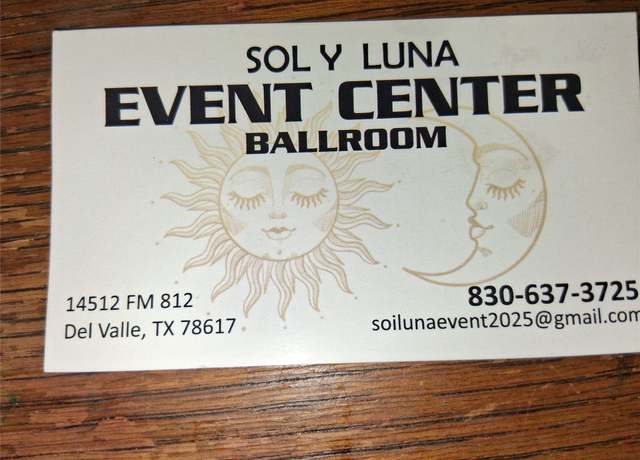 SOL Y LUNA
EVENT CENTER
BALLROOM
14512 FM 812
Del Valle, TX 78617
830-637-3725
soilunaevent2025@gmail.com